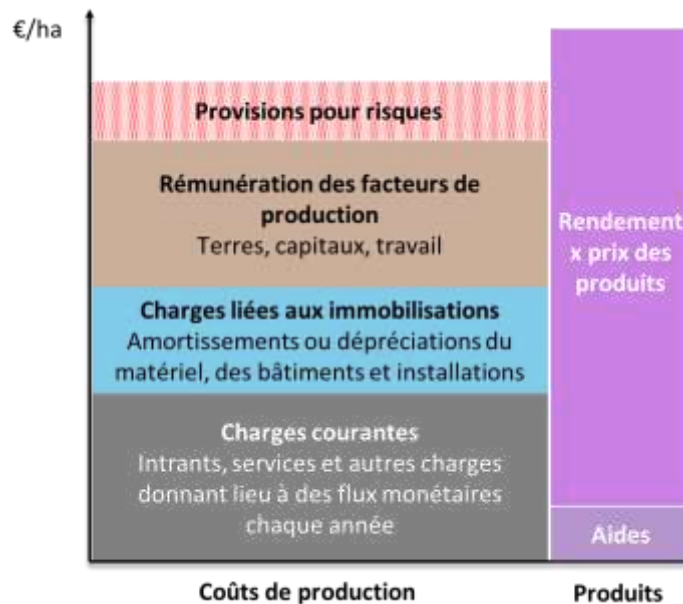 €/ha
Provisions pour risques
Rémunération des facteurs de
production
Terres, capitaux, travail
Charges liées aux immobilisations
Amortissements ou dépréciations du
matériel, des bâtiments et installations
Charges courantes
Intrants, services et autres charges
donnant lieu à des flux monétaires
chaque année
Rendement
x prix des
produits
Aides
Coûts de production
Produits